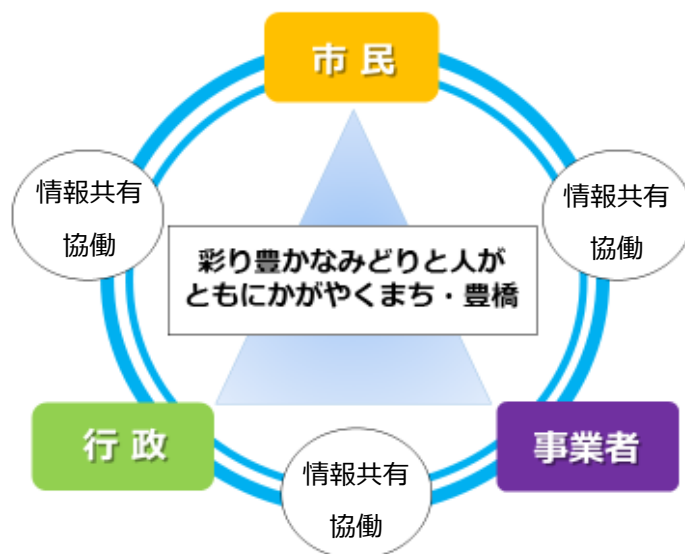 市民
情報共有
協働
情報共有
協働
彩り豊かなみどりと人が
ともにかがやくまち・豊橋
行政
事業者
情報共有
協働